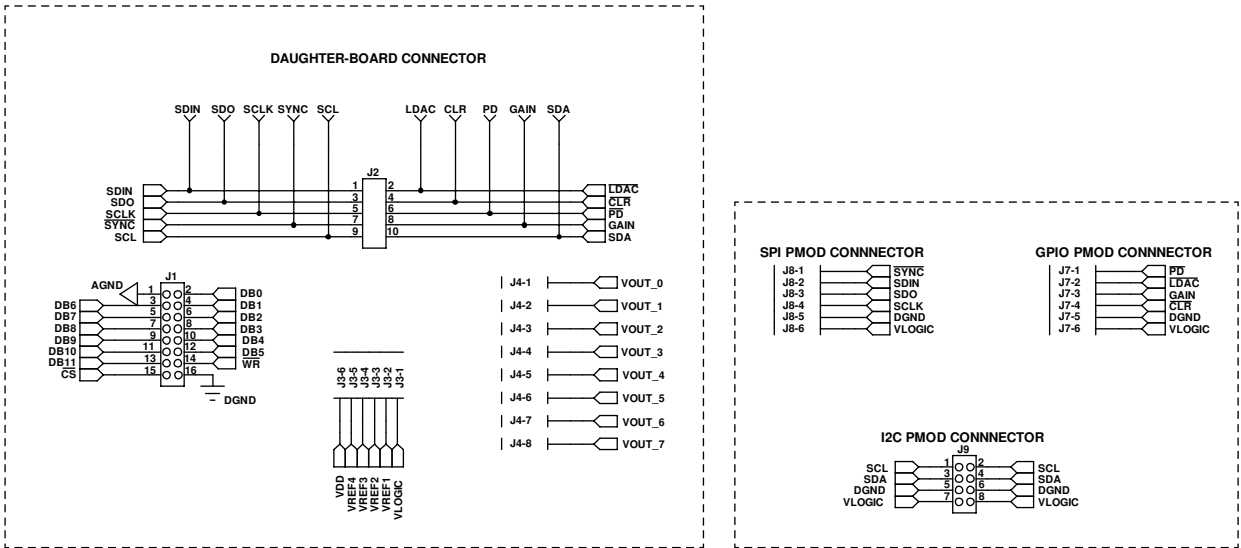 DAUGHTER-BOARD CONNECTOR
SDIN SDO SCLK SYNC SCL LDAC CLR PD GAIN SDA
J2
SDIN 1 2 LDAC
SDO 3 4 CLR
SCLK 5 6 PD
SYNC 7 8 GAIN
SCL 9 10 SDA
J1
AGND 1 2 DB0
DB6 3 4 DB1
DB7 5 6 DB2
DB8 7 8 DB3
DB9 9 10 DB4
DB10 11 12 DB5
DB11 13 14 WR
CS 15 16
DGND
J3-6 J3-5 J3-4 J3-3 J3-2 J3-1
VDD VREF4 VREF3 VREF2 VREF1 VLOGIC
J4-1 VOUT_0
J4-2 VOUT_1
J4-3 VOUT_2
J4-4 VOUT_3
J4-5 VOUT_4
J4-6 VOUT_5
J4-7 VOUT_6
J4-8 VOUT_7
SPI PMOD CONNNECTOR
J8-1 SYNC
J8-2 SDIN
J8-3 SDO
J8-4 SCLK
J8-5 DGND
J8-6 VLOGIC
GPIO PMOD CONNNECTOR
J7-1 PD
J7-2 LDAC
J7-3 GAIN
J7-4 CLR
J7-5 DGND
J7-6 VLOGIC
I2C PMOD CONNNECTOR
J9
SCL 1 2 SCL
SDA 3 4 SDA
DGND 5 6 DGND
VLOGIC 7 8 VLOGIC